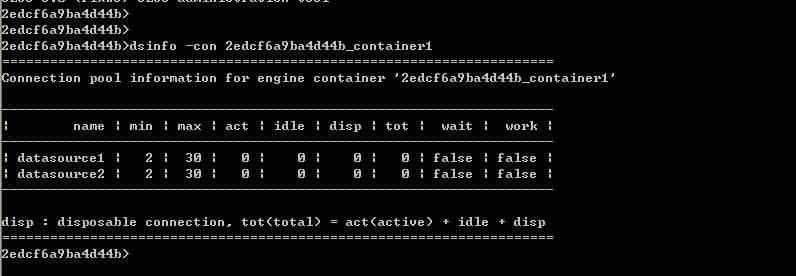 2edcf6a9ba4d44b>
2edcf6a9ba4d44b>
2edcf6a9ba4d44b>dsinfo -con 2edcf6a9ba4d44b_container1
=====================================================================
Connection pool information for engine container '2edcf6a9ba4d44b_container1'
---------------------------------------------------------------------
¦        name ¦ min ¦ max ¦ act ¦ idle ¦ disp ¦ tot ¦  wait ¦  work ¦
---------------------------------------------------------------------
¦ datasource1 ¦   2 ¦  30 ¦   0 ¦    0 ¦    0 ¦   0 ¦ false ¦ false ¦
¦ datasource2 ¦   2 ¦  30 ¦   0 ¦    0 ¦    0 ¦   0 ¦ false ¦ false ¦
---------------------------------------------------------------------
disp : disposable connection, tot(total) = act(active) + idle + disp
=====================================================================
2edcf6a9ba4d44b>